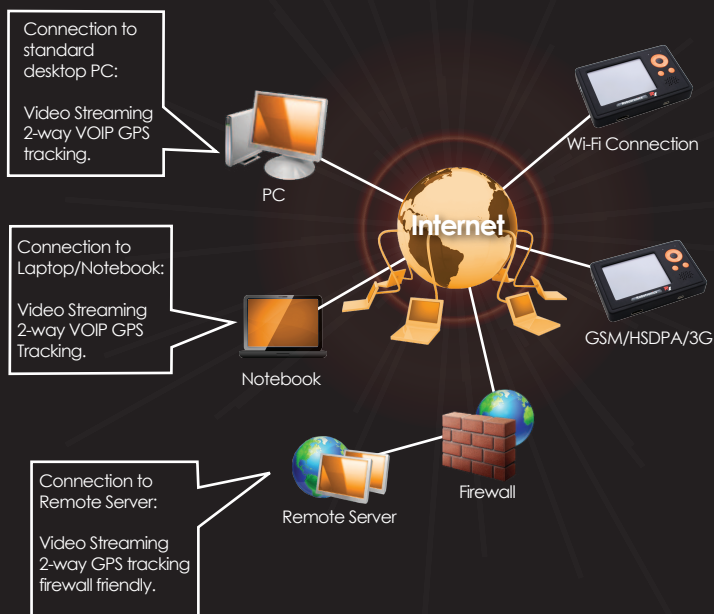 Connection to
standard
desktop PC:
Video Streaming
2-way VOIP GPS
tracking.
PC
Wi-Fi Connection
Internet
Connection to
Laptop/Notebook:
Video Streaming
2-way VOIP GPS
Tracking.
Notebook
GSM/HSDPA/3G
Firewall
Remote Server
Connection to
Remote Server:
Video Streaming
2-way GPS tracking
firewall friendly.